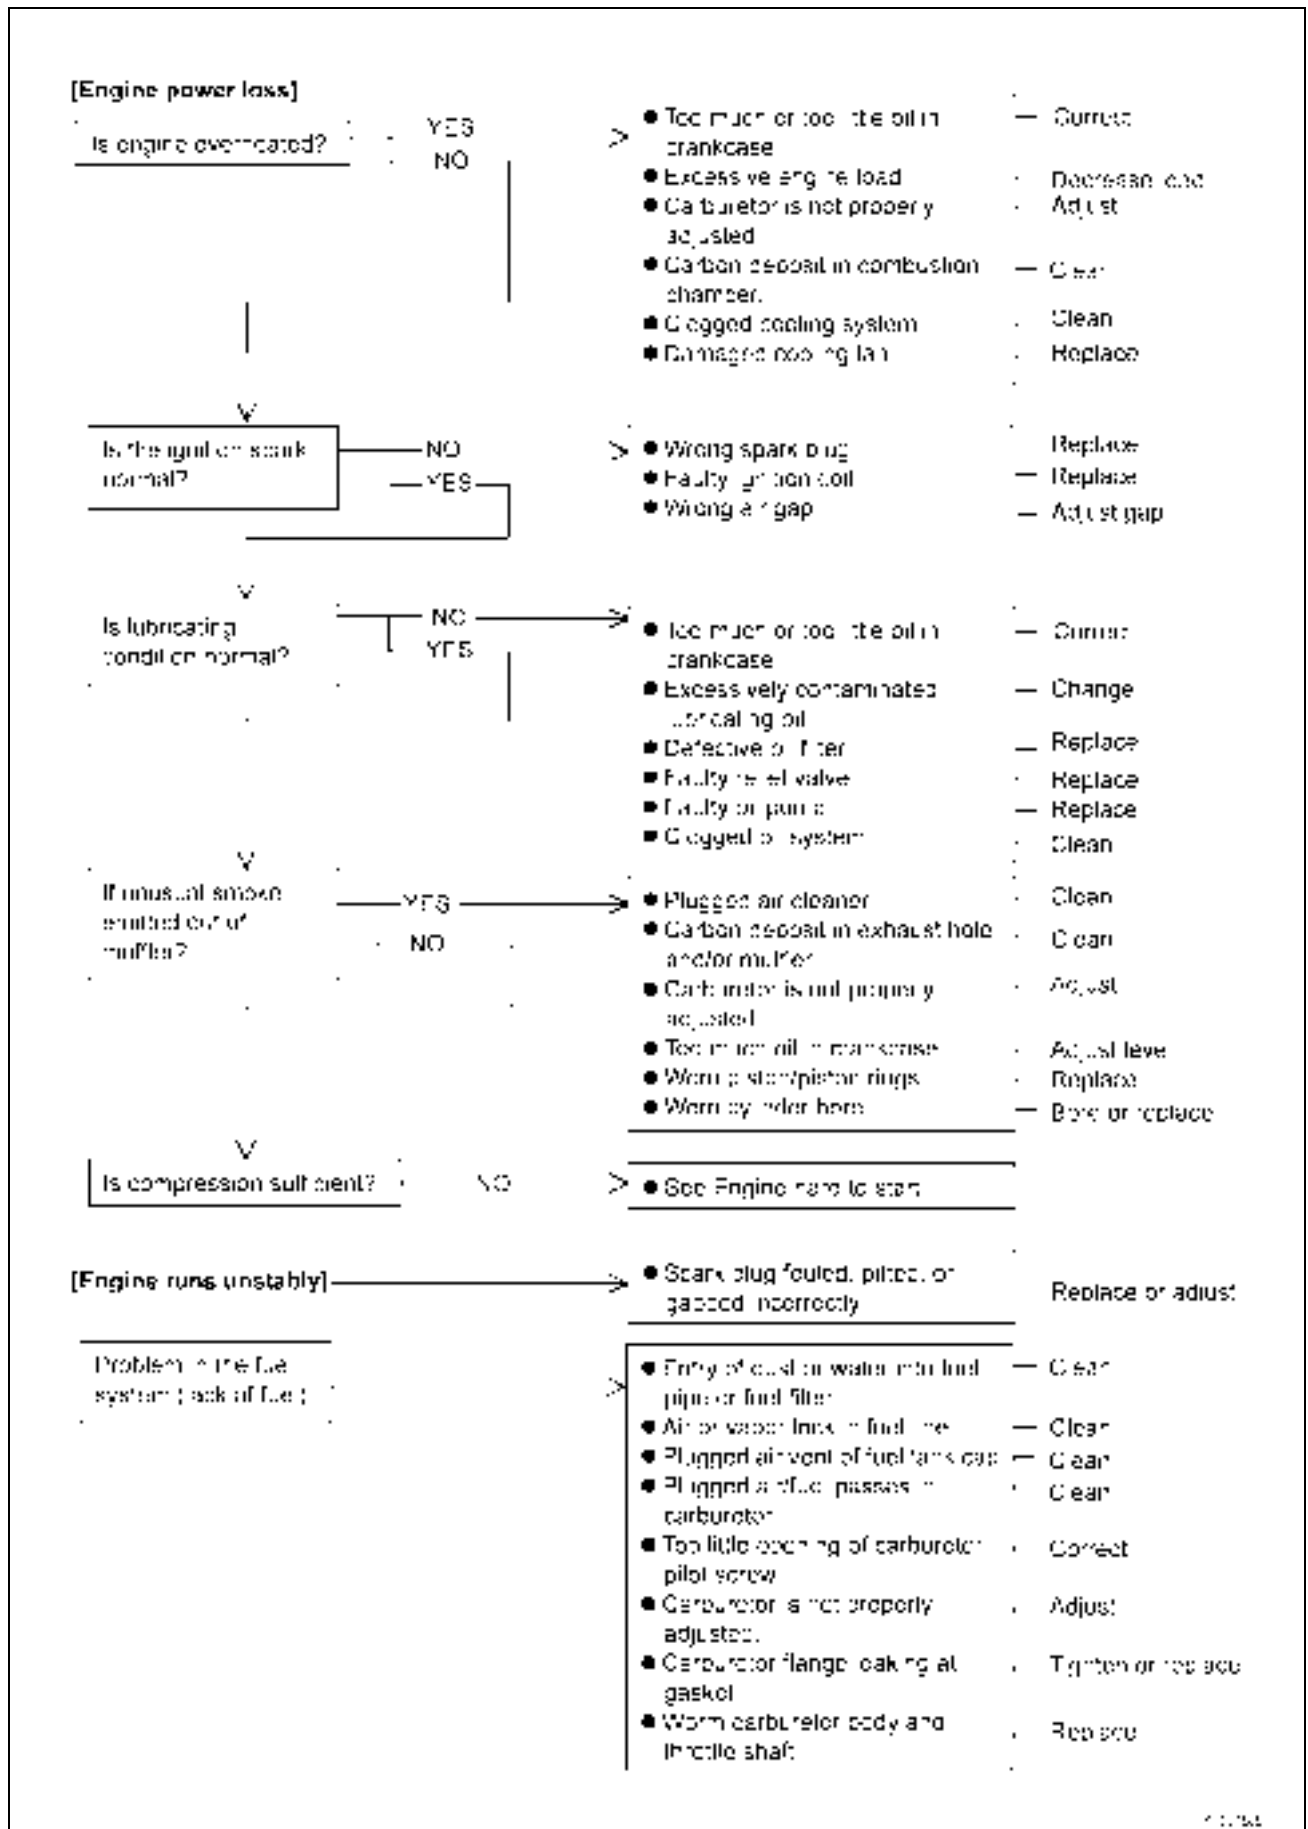 [Engine power loss]
Is engine overheated?
YES
NO
● Too much or too little oil in
crankcase
— Correct
● Excessive engine load
Decrease load
● Carburetor is not properly
adjusted
Adjust
● Carbon deposit in combustion
chamber.
— Clean
● Clogged cooling system
Clean
● Damaged cooling fan
Replace
Is the ignition spark
normal?
NO
YES
● Wrong spark plug
Replace
● Faulty ignition coil
— Replace
● Wrong air gap
— Adjust gap
Is lubricating
condition normal?
NO
YES
● Too much or too little oil in
crankcase
— Correct
● Excessively contaminated
lubricating oil
— Change
● Defective oil filter
— Replace
● Faulty relief valve
Replace
● Faulty oil pump
— Replace
● Clogged oil system
Clean
If unusual smoke
emitted out of
muffler?
YES
NO
● Plugged air cleaner
Clean
● Carbon deposit in exhaust hole
and/or muffler
Clean
● Carburetor is not properly
adjusted
Adjust
● Too much oil in crankcase
Adjust level
● Worn piston/piston rings
Replace
● Worn cylinder bore
— Bore or replace
Is compression sufficient?
NO
● See Engine hard to start
[Engine runs unstably]
● Spark plug fouled, pitted, or
gapped incorrectly
Replace or adjust
Problem in the fuel
system (lack of fuel)
● Entry of dust or water into fuel
pipe or fuel filter
— Clean
● Air or vapor lock in fuel line
— Clean
● Plugged air vent of fuel tank cap
— Clean
● Plugged air/fuel passes in
carburetor
Clean
● Too little opening of carburetor
pilot screw
Correct
● Carburetor is not properly
adjusted.
Adjust
● Carburetor flange leaking at
gasket
Tighten or replace
● Worm carburetor body and
throttle shaft
Replace